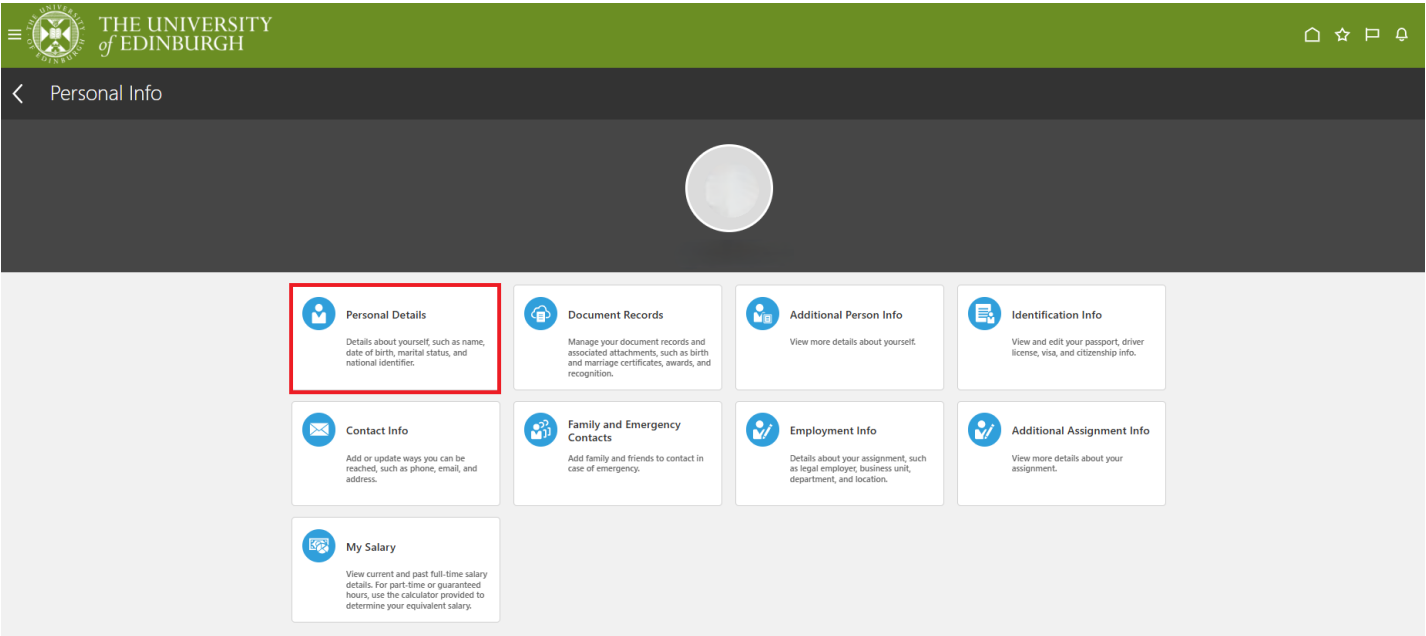 THE UNIVERSITY
of EDINBURGH
Personal Info
Personal Details
Details about yourself, such as name,
date of birth, marital status, and
national identifier.
Document Records
Manage your document records and
associated attachments, such as birth
and marriage certificates, awards, and
recognition.
Additional Person Info
View more details about yourself.
Identification Info
View and edit your passport, driver
license, visa, and citizenship info.
Contact Info
Add or update ways you can be
reached, such as phone, email, and
address.
Family and Emergency
Contacts
Add family and friends to contact in
case of emergency.
Employment Info
Details about your assignment, such
as legal employer, business unit,
department, and location.
Additional Assignment Info
View more details about your
assignment.
My Salary
View current and past full-time salary
details. For part-time or guaranteed
hours, use the calculator provided to
determine your equivalent salary.